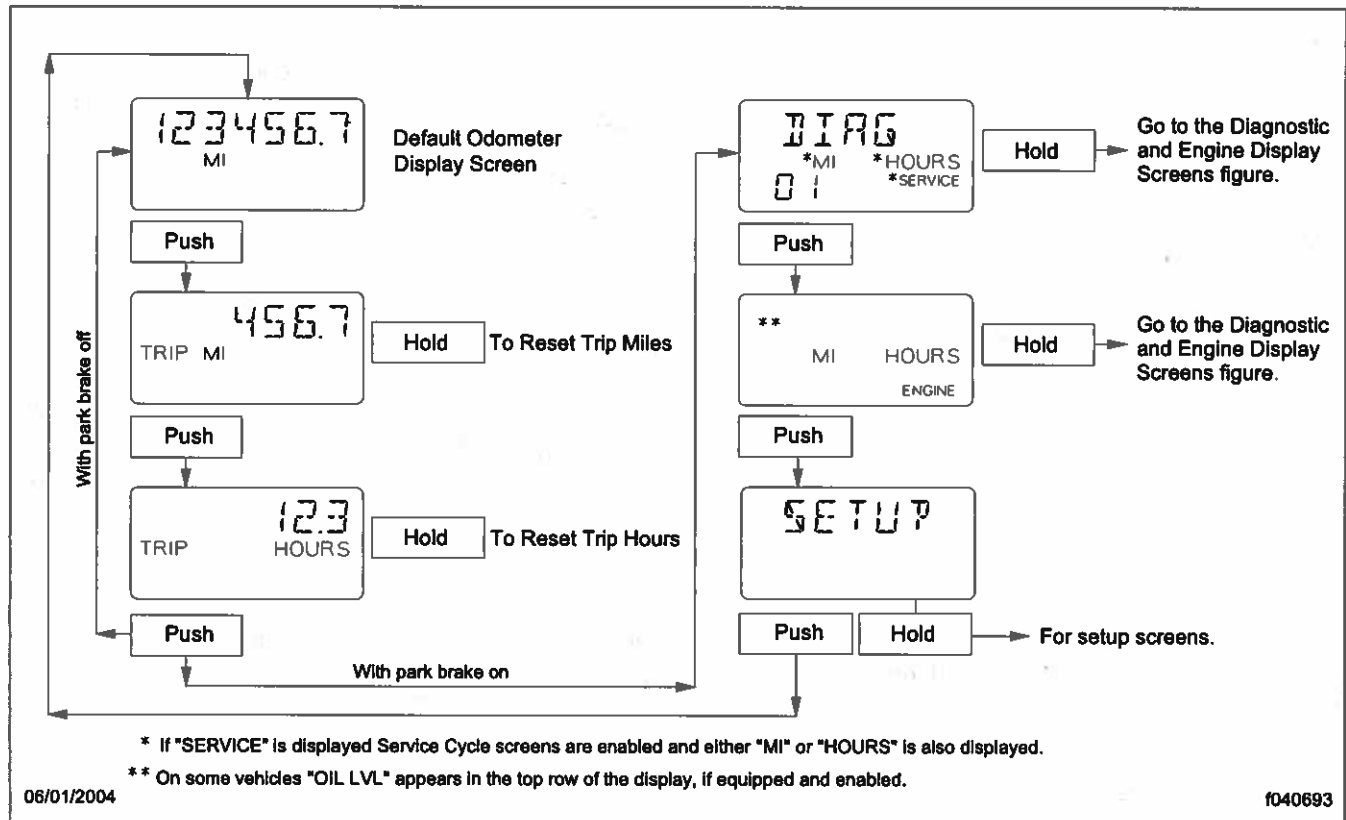 123456.7
MI
Default Odometer
Display Screen
Push
456.7
TRIP MI
Hold
To Reset Trip Miles
Push
12.3
TRIP HOURS
Hold
To Reset Trip Hours
Push
With park brake off
With park brake on
DIAG
*MI *HOURS
*SERVICE
01
Hold
Go to the Diagnostic
and Engine Display
Screens figure.
Push
**
MI HOURS
ENGINE
Hold
Go to the Diagnostic
and Engine Display
Screens figure.
Push
SETUP
Push
Hold
For setup screens.
* If "SERVICE" is displayed Service Cycle screens are enabled and either "MI" or "HOURS" is also displayed.
** On some vehicles "OIL LVL" appears in the top row of the display, if equipped and enabled.
06/01/2004
f040693